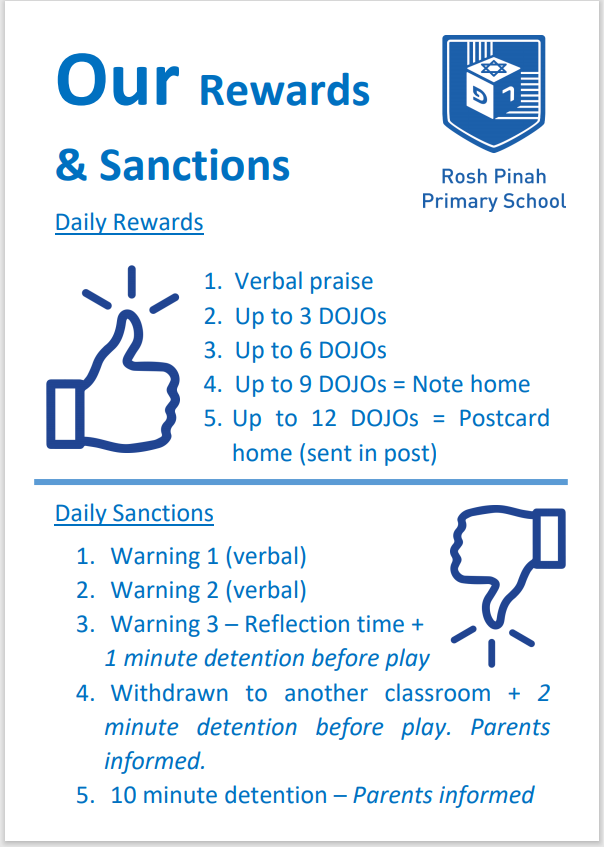 Our Rewards
& Sanctions
Rosh Pinah
Primary School
Daily Rewards
1. Verbal praise
2. Up to 3 DOJOs
3. Up to 6 DOJOs
4. Up to 9 DOJOs = Note home
5. Up to 12 DOJOs = Postcard
home (sent in post)
Daily Sanctions
1. Warning 1 (verbal)
2. Warning 2 (verbal)
3. Warning 3 – Reflection time +
1 minute detention before play
4. Withdrawn to another classroom + 2
minute detention before play. Parents
informed.
5. 10 minute detention – Parents informed